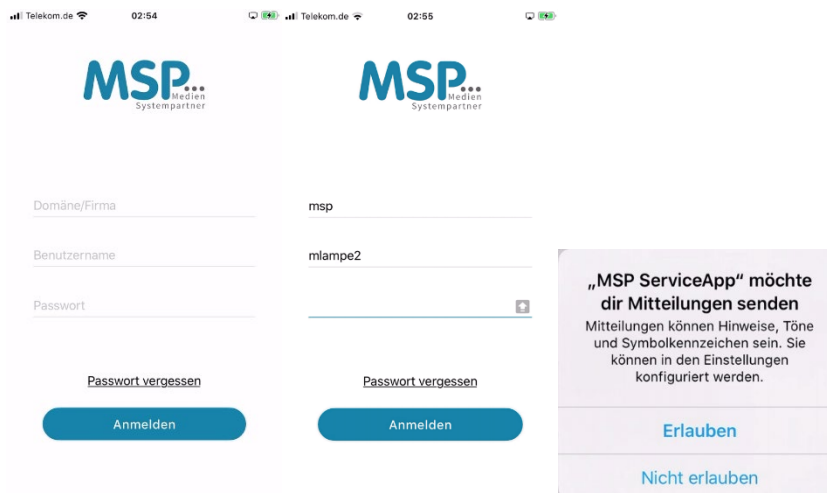 Telekom.de 02:54
MSP...
Medien
Systempartner
Domäne/Firma
Benutzername
Passwort
Passwort vergessen
Anmelden
Telekom.de 02:55
MSP...
Medien
Systempartner
msp
mlampe2
Passwort vergessen
Anmelden
„MSP ServiceApp“ möchte
dir Mitteilungen senden
Mitteilungen können Hinweise, Töne
und Symbolkennzeichen sein. Sie
können in den Einstellungen
konfiguriert werden.
Erlauben
Nicht erlauben